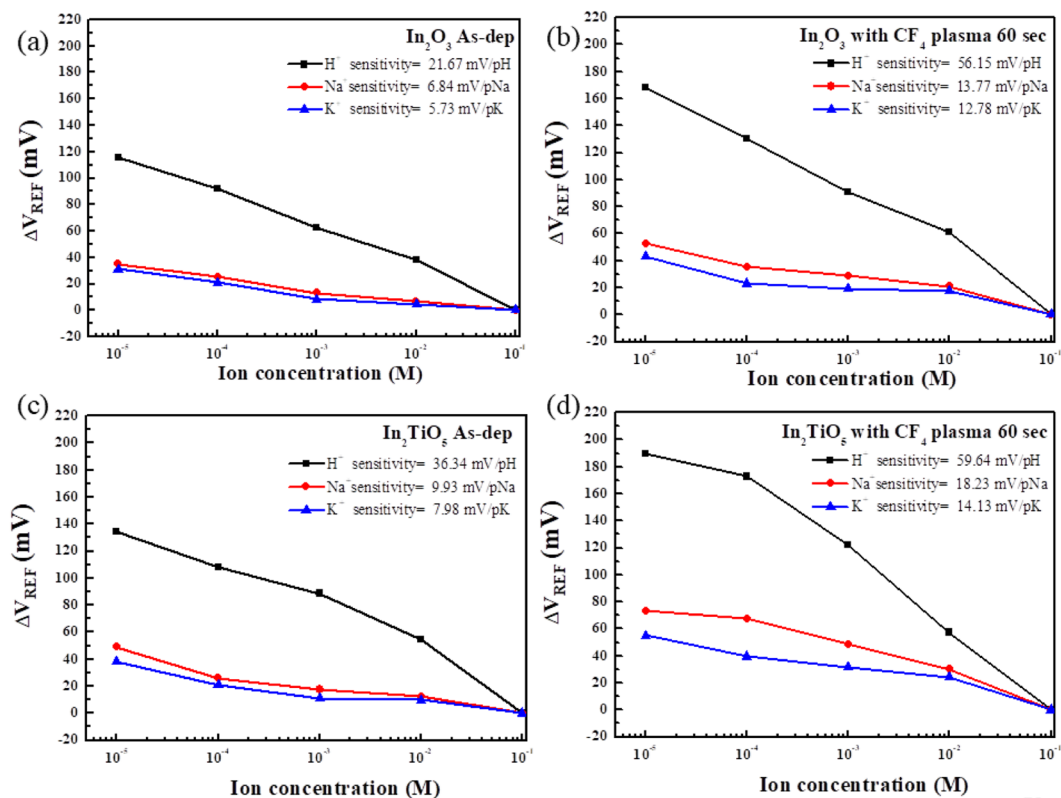 (a)
In₂O₃ As-dep
H⁺ sensitivity= 21.67 mV/pH
Na⁺ sensitivity= 6.84 mV/pNa
K⁺ sensitivity= 5.73 mV/pK
220
200
180
160
140
120
100
80
60
40
20
0
-20
ΔV_REF (mV)
10⁻⁵ 10⁻⁴ 10⁻³ 10⁻² 10⁻¹
Ion concentration (M)
(b)
In₂O₃ with CF₄ plasma 60 sec
H⁺ sensitivity= 56.15 mV/pH
Na⁺ sensitivity= 13.77 mV/pNa
K⁺ sensitivity= 12.78 mV/pK
220
200
180
160
140
120
100
80
60
40
20
0
-20
ΔV_REF (mV)
10⁻⁵ 10⁻⁴ 10⁻³ 10⁻² 10⁻¹
Ion concentration (M)
(c)
In₂TiO₅ As-dep
H⁺ sensitivity= 36.34 mV/pH
Na⁺ sensitivity= 9.93 mV/pNa
K⁺ sensitivity= 7.98 mV/pK
220
200
180
160
140
120
100
80
60
40
20
0
-20
ΔV_REF (mV)
10⁻⁵ 10⁻⁴ 10⁻³ 10⁻² 10⁻¹
Ion concentration (M)
(d)
In₂TiO₅ with CF₄ plasma 60 sec
H⁺ sensitivity= 59.64 mV/pH
Na⁺ sensitivity= 18.23 mV/pNa
K⁺ sensitivity= 14.13 mV/pK
220
200
180
160
140
120
100
80
60
40
20
0
-20
ΔV_REF (mV)
10⁻⁵ 10⁻⁴ 10⁻³ 10⁻² 10⁻¹
Ion concentration (M)